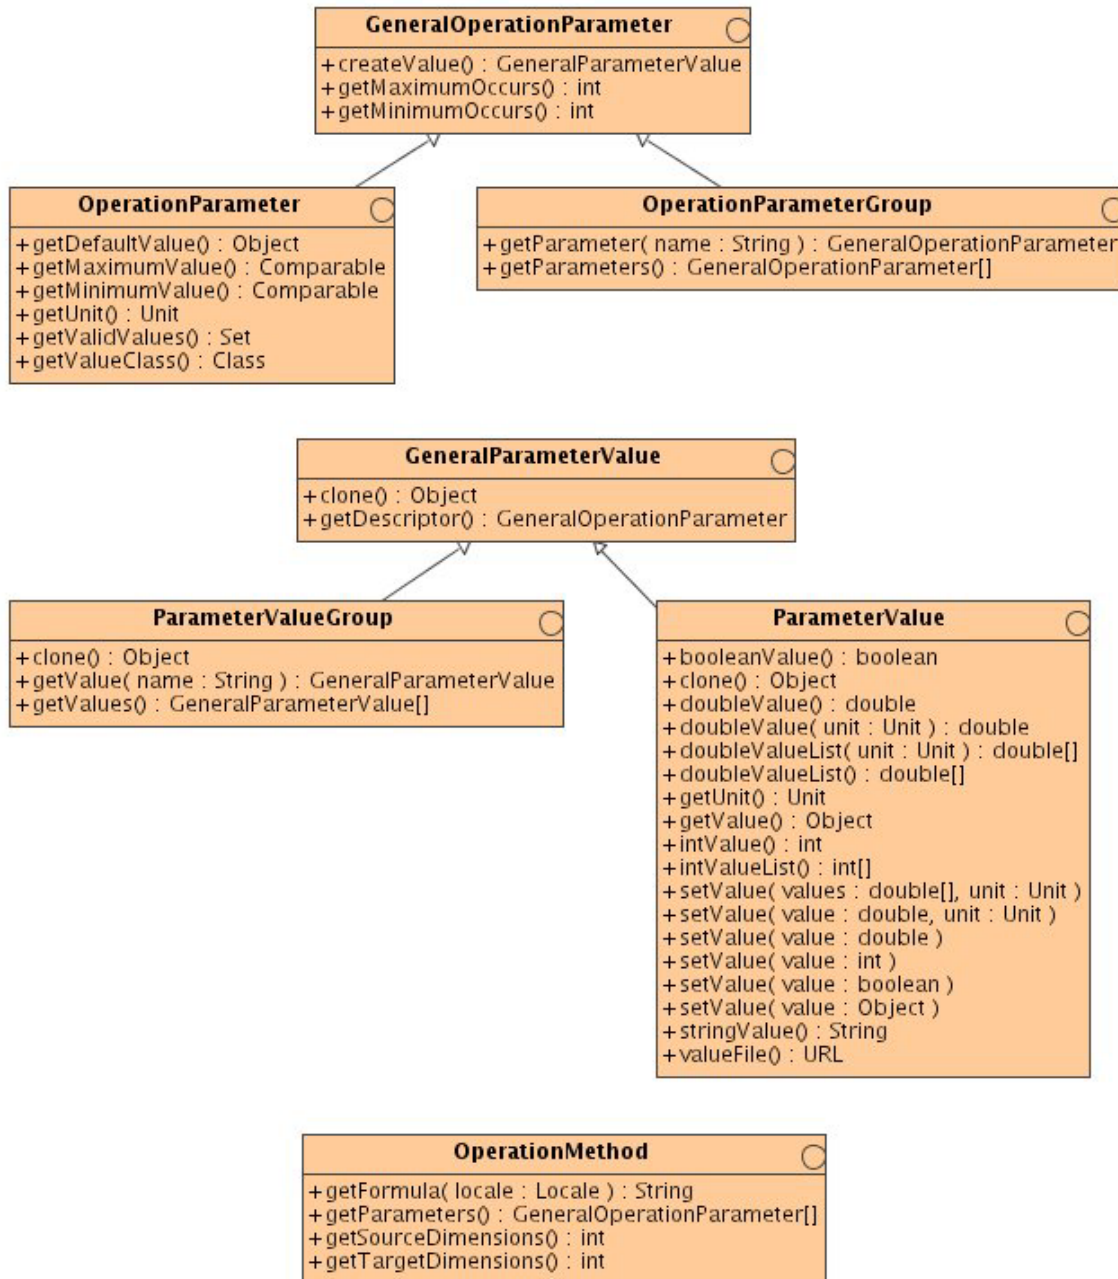 GeneralOperationParameter
+createValue() : GeneralParameterValue
+getMaximumOccurs() : int
+getMinimumOccurs() : int
OperationParameter
+getDefaultValue() : Object
+getMaximumValue() : Comparable
+getMinimumValue() : Comparable
+getUnit() : Unit
+getValidValues() : Set
+getValueClass() : Class
OperationParameterGroup
+getParameter( name : String ) : GeneralOperationParameter
+getParameters() : GeneralOperationParameter[]
GeneralParameterValue
+clone() : Object
+getDescriptor() : GeneralOperationParameter
ParameterValueGroup
+clone() : Object
+getValue( name : String ) : GeneralParameterValue
+getValues() : GeneralParameterValue[]
ParameterValue
+booleanValue() : boolean
+clone() : Object
+doubleValue() : double
+doubleValue( unit : Unit ) : double
+doubleValueList( unit : Unit ) : double[]
+doubleValueList() : double[]
+getUnit() : Unit
+getValue() : Object
+intValue() : int
+intValueList() : int[]
+setValue( values : double[], unit : Unit )
+setValue( value : double, unit : Unit )
+setValue( value : double )
+setValue( value : int )
+setValue( value : boolean )
+setValue( value : Object )
+stringValue() : String
+valueFile() : URL
OperationMethod
+getFormula( locale : Locale ) : String
+getParameters() : GeneralOperationParameter[]
+getSourceDimensions() : int
+getTargetDimensions() : int